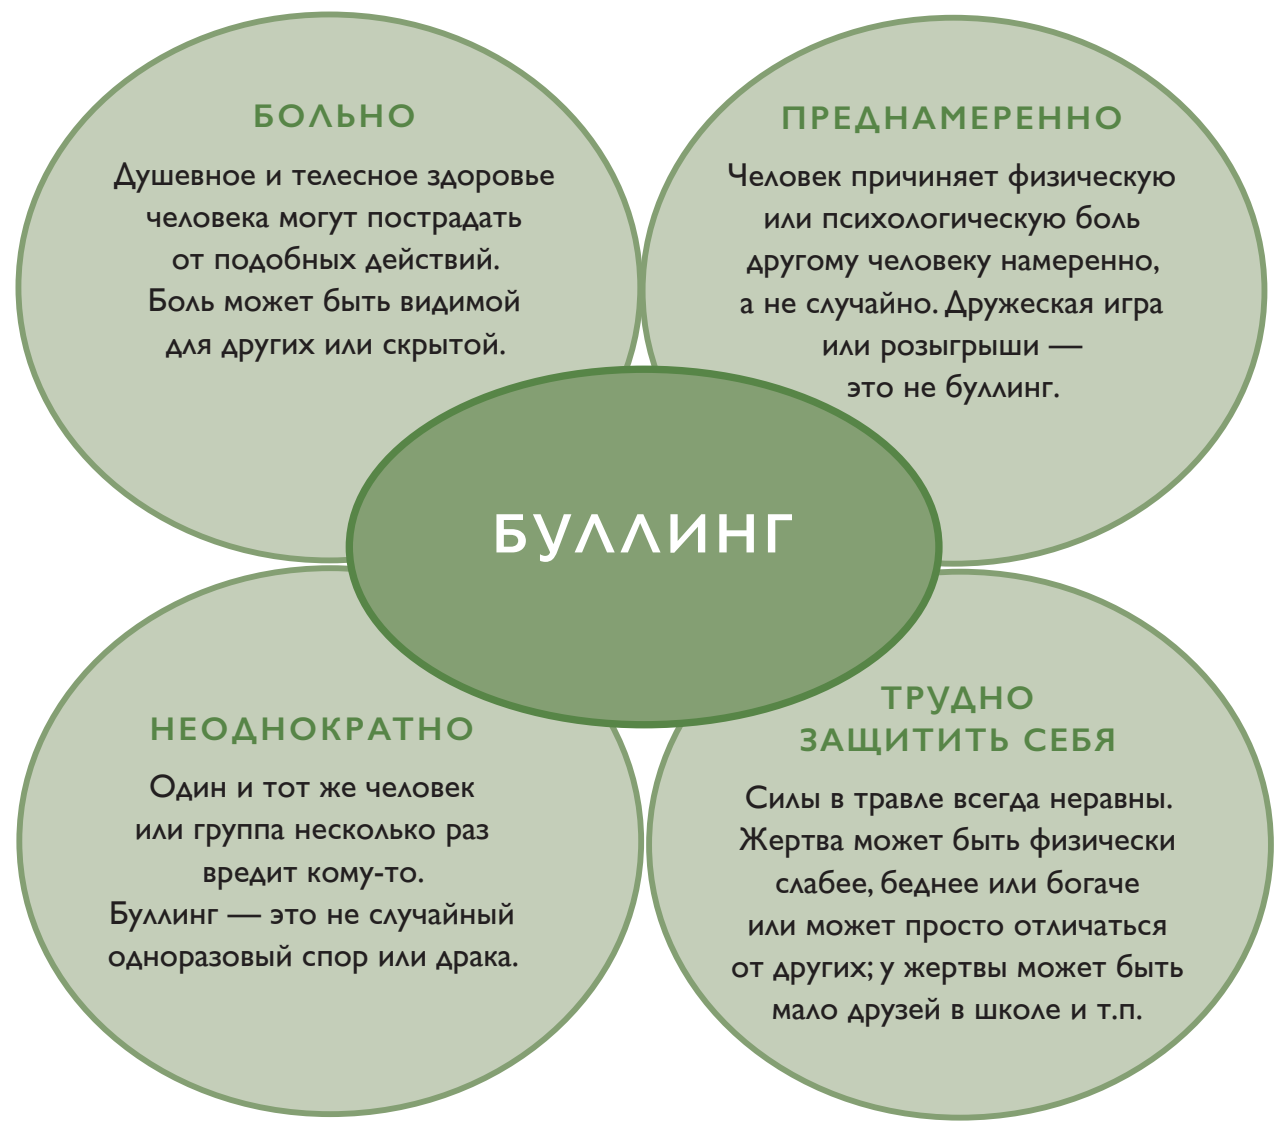 БОЛЬНО
Душевное и телесное здоровье
человека могут пострадать
от подобных действий.
Боль может быть видимой
для других или скрытой.
ПРЕДНАМЕРЕННО
Человек причиняет физическую
или психологическую боль
другому человеку намеренно,
а не случайно. Дружеская игра
или розыгрыши —
это не буллинг.
БУЛЛИНГ
НЕОДНОКРАТНО
Один и тот же человек
или группа несколько раз
вредит кому-то.
Буллинг — это не случайный
одноразовый спор или драка.
ТРУДНО
ЗАЩИТИТЬ СЕБЯ
Силы в травле всегда неравны.
Жертва может быть физически
слабее, беднее или богаче
или может просто отличаться
от других; у жертвы может быть
мало друзей в школе и т.п.